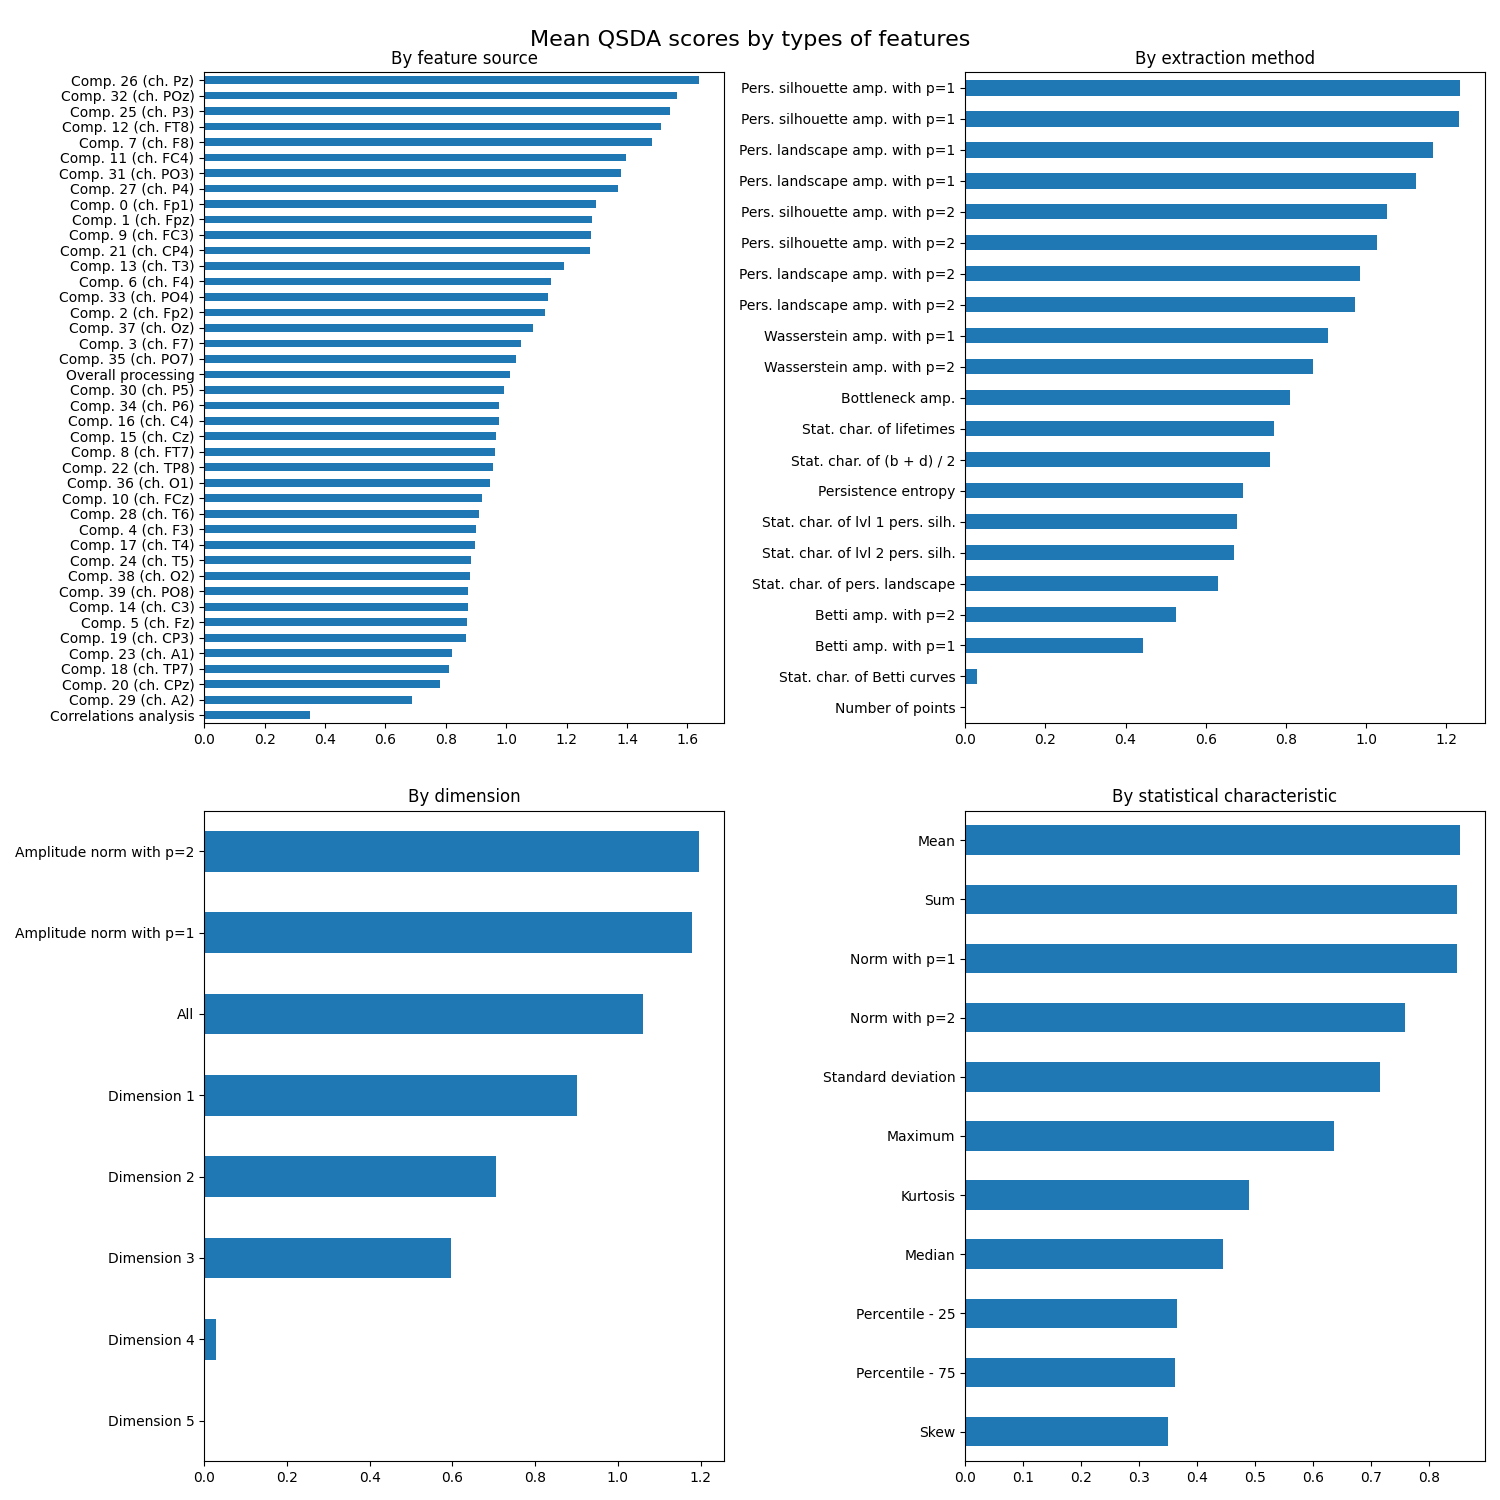 Mean QSDA scores by types of features
By feature source
Comp. 26 (ch. Pz)
Comp. 32 (ch. POz)
Comp. 25 (ch. P3)
Comp. 12 (ch. FT8)
Comp. 7 (ch. F8)
Comp. 11 (ch. FC4)
Comp. 31 (ch. PO3)
Comp. 27 (ch. P4)
Comp. 0 (ch. Fp1)
Comp. 1 (ch. Fpz)
Comp. 9 (ch. FC3)
Comp. 21 (ch. CP4)
Comp. 13 (ch. T3)
Comp. 6 (ch. F4)
Comp. 33 (ch. PO4)
Comp. 2 (ch. Fp2)
Comp. 37 (ch. Oz)
Comp. 3 (ch. F7)
Comp. 35 (ch. PO7)
Overall processing
Comp. 30 (ch. P5)
Comp. 34 (ch. P6)
Comp. 16 (ch. C4)
Comp. 15 (ch. Cz)
Comp. 8 (ch. FT7)
Comp. 22 (ch. TP8)
Comp. 36 (ch. O1)
Comp. 10 (ch. FCz)
Comp. 28 (ch. T6)
Comp. 4 (ch. F3)
Comp. 17 (ch. T4)
Comp. 24 (ch. T5)
Comp. 38 (ch. O2)
Comp. 39 (ch. PO8)
Comp. 14 (ch. C3)
Comp. 5 (ch. Fz)
Comp. 19 (ch. CP3)
Comp. 23 (ch. A1)
Comp. 18 (ch. TP7)
Comp. 20 (ch. CPz)
Comp. 29 (ch. A2)
Correlations analysis
0.0 0.2 0.4 0.6 0.8 1.0 1.2 1.4 1.6
By extraction method
Pers. silhouette amp. with p=1
Pers. silhouette amp. with p=1
Pers. landscape amp. with p=1
Pers. landscape amp. with p=1
Pers. silhouette amp. with p=2
Pers. silhouette amp. with p=2
Pers. landscape amp. with p=2
Pers. landscape amp. with p=2
Wasserstein amp. with p=1
Wasserstein amp. with p=2
Bottleneck amp.
Stat. char. of lifetimes
Stat. char. of (b + d) / 2
Persistence entropy
Stat. char. of lvl 1 pers. silh.
Stat. char. of lvl 2 pers. silh.
Stat. char. of pers. landscape
Betti amp. with p=2
Betti amp. with p=1
Stat. char. of Betti curves
Number of points
0.0 0.2 0.4 0.6 0.8 1.0 1.2
By dimension
Amplitude norm with p=2
Amplitude norm with p=1
All
Dimension 1
Dimension 2
Dimension 3
Dimension 4
Dimension 5
0.0 0.2 0.4 0.6 0.8 1.0 1.2
By statistical characteristic
Mean
Sum
Norm with p=1
Norm with p=2
Standard deviation
Maximum
Kurtosis
Median
Percentile - 25
Percentile - 75
Skew
0.0 0.1 0.2 0.3 0.4 0.5 0.6 0.7 0.8